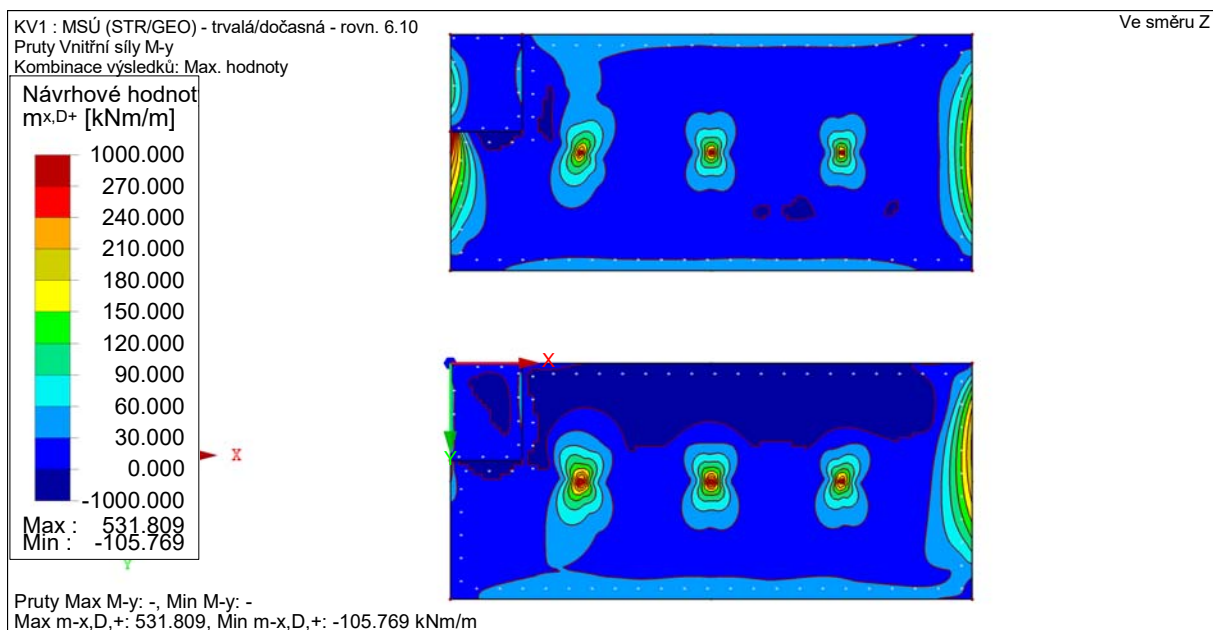 KV1 : MSÚ (STR/GEO) - trvalá/dočasná - rovn. 6.10
Ve směru Z
Pruty Vnitřní síly M-y
Kombinace výsledků: Max. hodnoty
Návrhové hodnot
mx,D+ [kNm/m]
1000.000
270.000
240.000
210.000
180.000
150.000
120.000
90.000
60.000
30.000
0.000
-1000.000
Max : 531.809
Min : -105.769
X
X
Y
Y
Pruty Max M-y: -, Min M-y: -
Max m-x,D,+: 531.809, Min m-x,D,+: -105.769 kNm/m